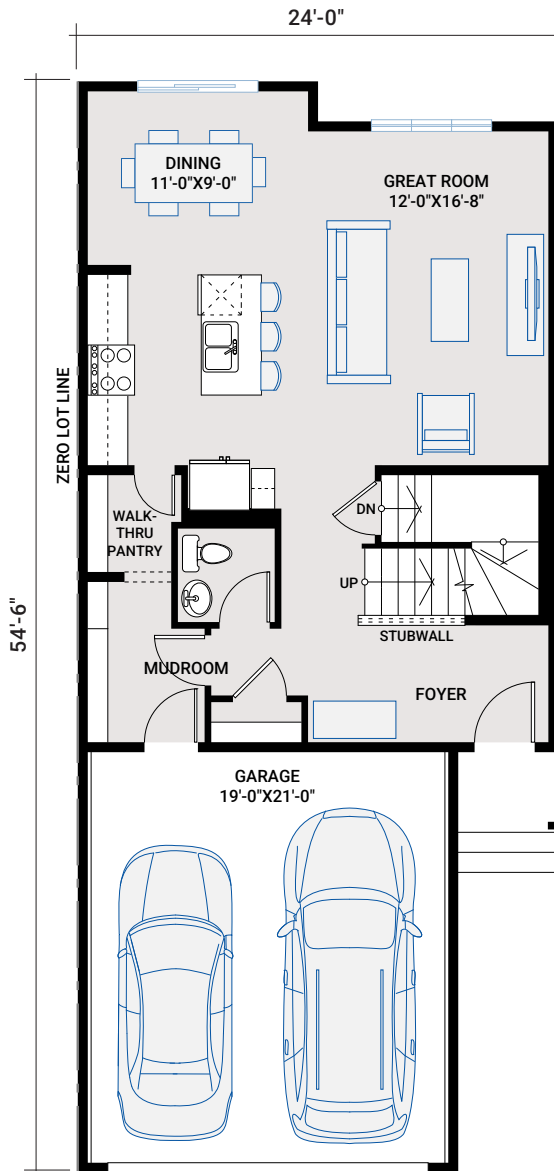 24'-0"
DINING
11'-0"X9'-0"
GREAT ROOM
12'-0"X16'-8"
ZERO LOT LINE
WALK-
THRU
PANTRY
DN
UP
STUBWALL
54'-6"
MUDROOM
FOYER
GARAGE
19'-0"X21'-0"